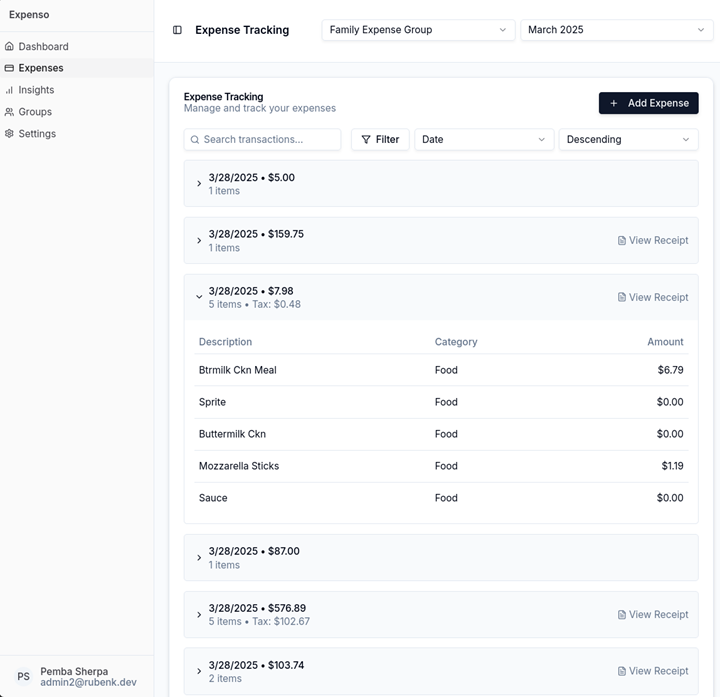 Expenso
Dashboard
Expenses
Insights
Groups
Settings
PS
Pemba Sherpa
admin2@rubenk.dev
Expense Tracking
Family Expense Group
March 2025
Expense Tracking
Manage and track your expenses
Add Expense
Search transactions...
Filter
Date
Descending
3/28/2025 • $5.00
1 items
3/28/2025 • $159.75
1 items
View Receipt
3/28/2025 • $7.98
5 items • Tax: $0.48
View Receipt
Description Category Amount
Btrmilk Ckn Meal Food $6.79
Sprite Food $0.00
Buttermilk Ckn Food $0.00
Mozzarella Sticks Food $1.19
Sauce Food $0.00
3/28/2025 • $87.00
1 items
3/28/2025 • $576.89
5 items • Tax: $102.67
View Receipt
3/28/2025 • $103.74
2 items
View Receipt